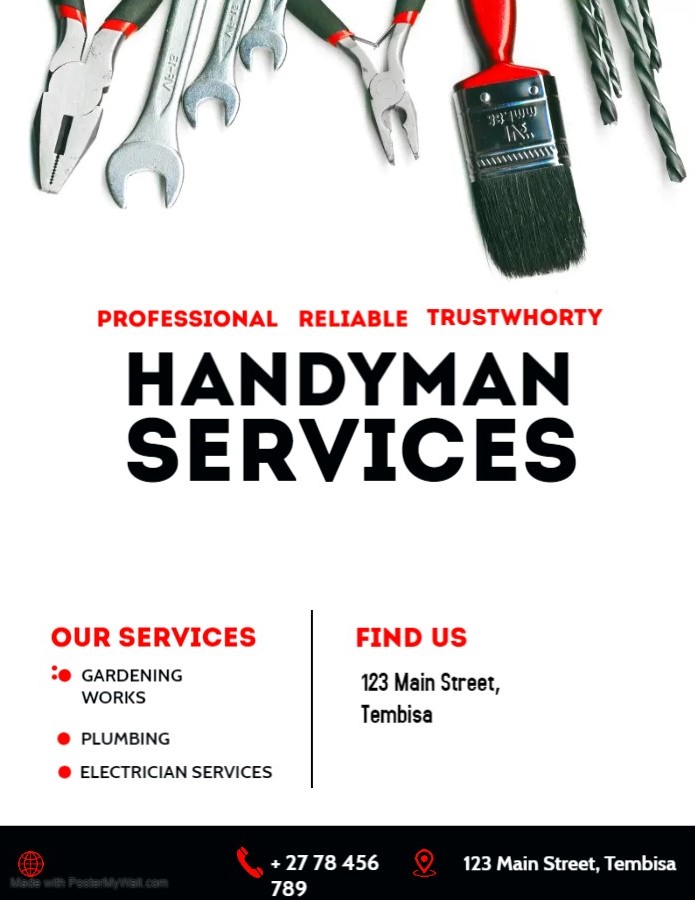 PROFESSIONAL RELIABLE TRUSTWHORTY
HANDYMAN
SERVICES
OUR SERVICES
GARDENING
WORKS
PLUMBING
ELECTRICIAN SERVICES
FIND US
123 Main Street,
Tembisa
+ 27 78 456
789
123 Main Street, Tembisa
Made with PosterMyWall.com